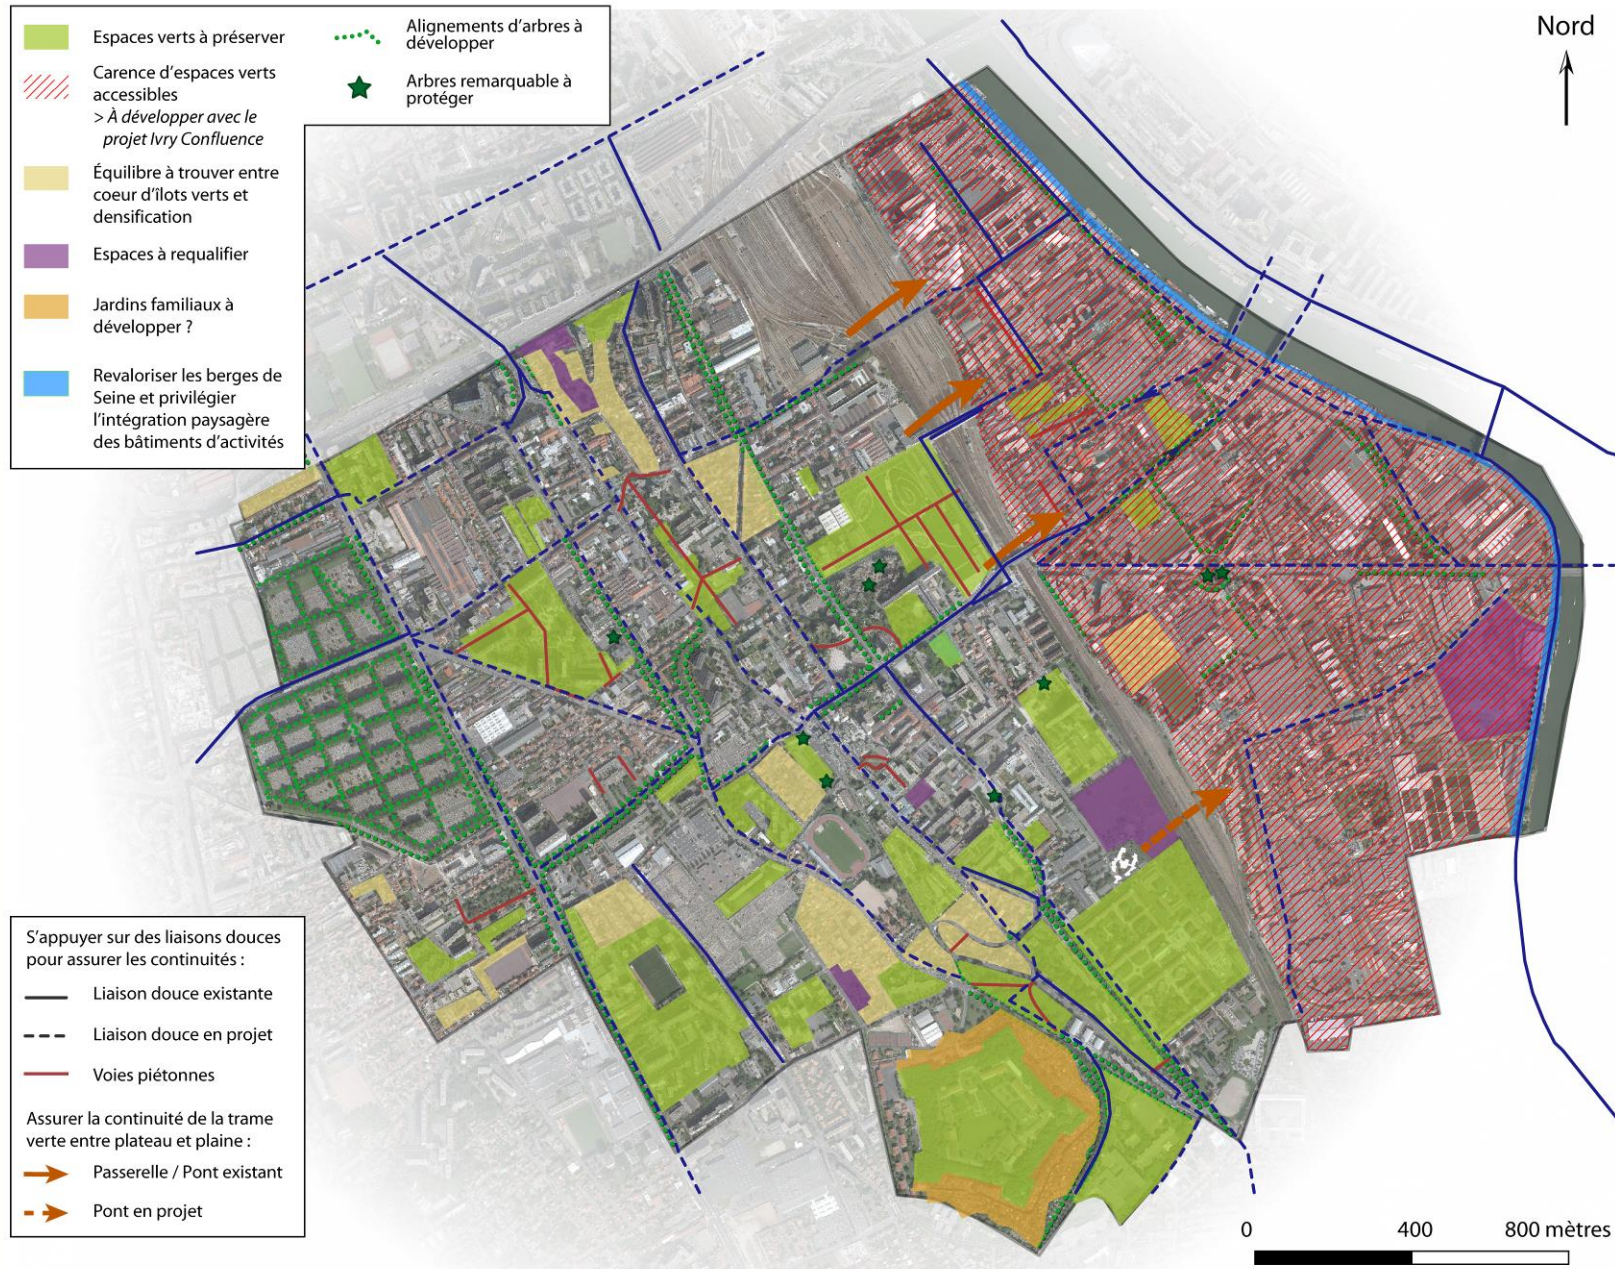 Espaces verts à préserver
Carence d'espaces verts
accessibles
> À développer avec le
projet Ivry Confluence
Équilibre à trouver entre
coeur d'îlots verts et
densification
Espaces à requalifier
Jardins familiaux à
développer ?
Revaloriser les berges de
Seine et privilégier
l'intégration paysagère
des bâtiments d'activités
Alignements d'arbres à
développer
Arbres remarquable à
protéger
Nord
S'appuyer sur des liaisons douces
pour assurer les continuités :
Liaison douce existante
Liaison douce en projet
Voies piétonnes
Assurer la continuité de la trame
verte entre plateau et plaine :
Passerelle / Pont existant
Pont en projet
0 400 800 mètres